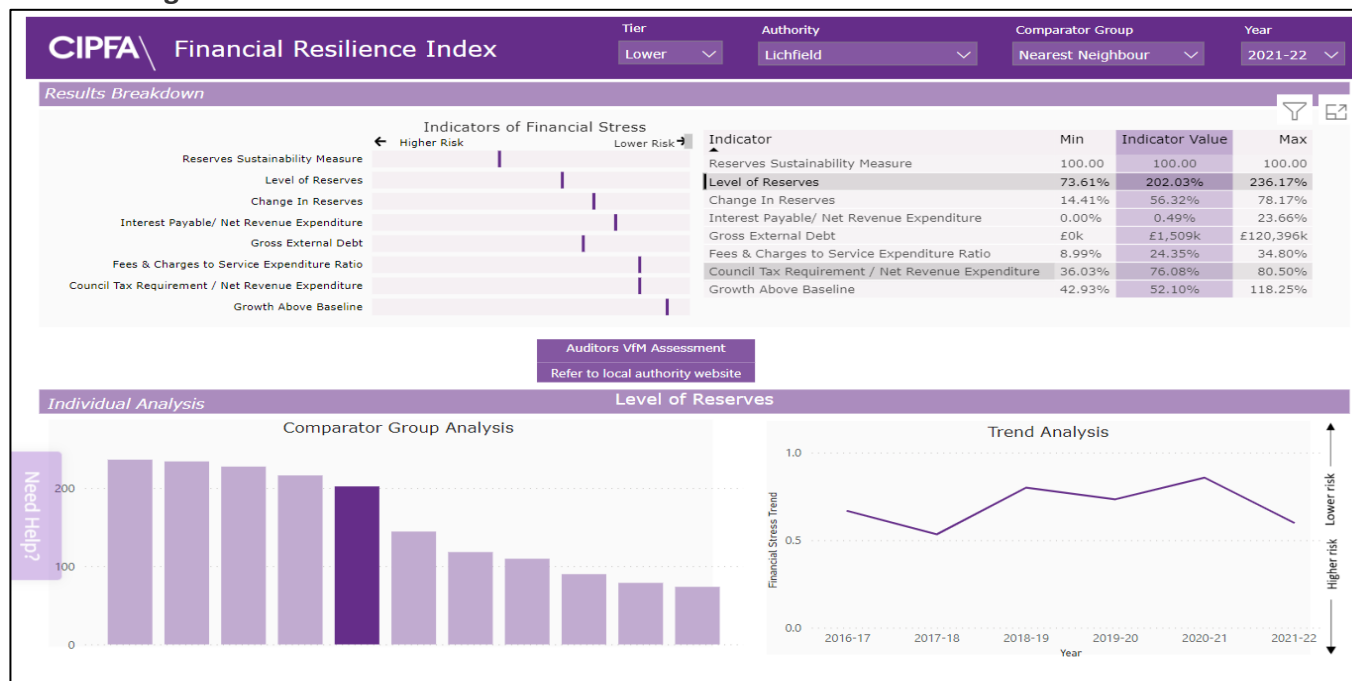 CIPFA\ Financial Resilience Index
Tier Authority Comparator Group Year
Lower Lichfield Nearest Neighbour 2021-22
Results Breakdown
Indicators of Financial Stress
← Higher Risk Lower Risk →
Reserves Sustainability Measure
Level of Reserves
Change In Reserves
Interest Payable/ Net Revenue Expenditure
Gross External Debt
Fees & Charges to Service Expenditure Ratio
Council Tax Requirement / Net Revenue Expenditure
Growth Above Baseline
Indicator Min Indicator Value Max
Reserves Sustainability Measure 100.00 100.00 100.00
Level of Reserves 73.61% 202.03% 236.17%
Change In Reserves 14.41% 56.32% 78.17%
Interest Payable/ Net Revenue Expenditure 0.00% 0.49% 23.66%
Gross External Debt £0k £1,509k £120,396k
Fees & Charges to Service Expenditure Ratio 8.99% 24.35% 34.80%
Council Tax Requirement / Net Revenue Expenditure 36.03% 76.08% 80.50%
Growth Above Baseline 42.93% 52.10% 118.25%
Auditors VfM Assessment
Refer to local authority website
Individual Analysis Level of Reserves
Comparator Group Analysis
200
100
0
Need Help?
Trend Analysis
Financial Stress Trend
1.0
0.5
0.0
2016-17 2017-18 2018-19 2019-20 2020-21 2021-22
Year
Higher risk Lower risk